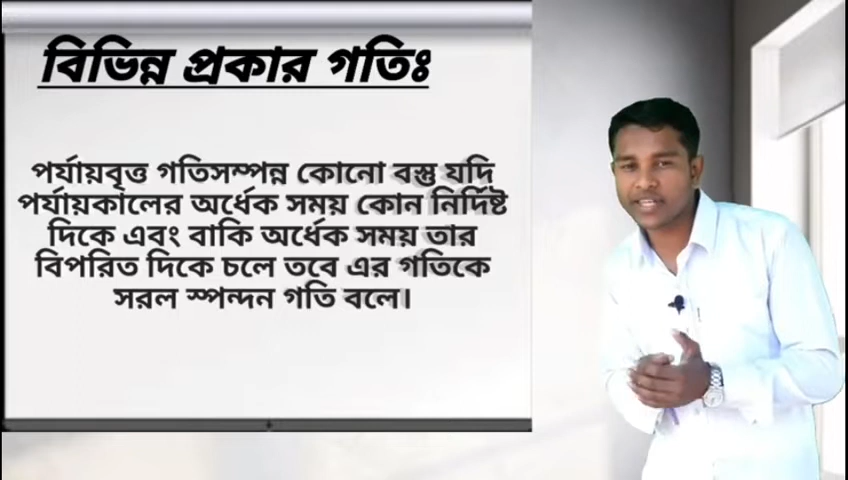 বিভিন্ন প্রকার গতিঃ
পর্যায়বৃত্ত গতিসম্পন্ন কোনো বস্তু যদি
পর্যায়কালের অর্ধেক সময় কোন নির্দিষ্ট
দিকে এবং বাকি অর্ধেক সময় তার
বিপরিত দিকে চলে তবে এর গতিকে
সরল স্পন্দন গতি বলে।